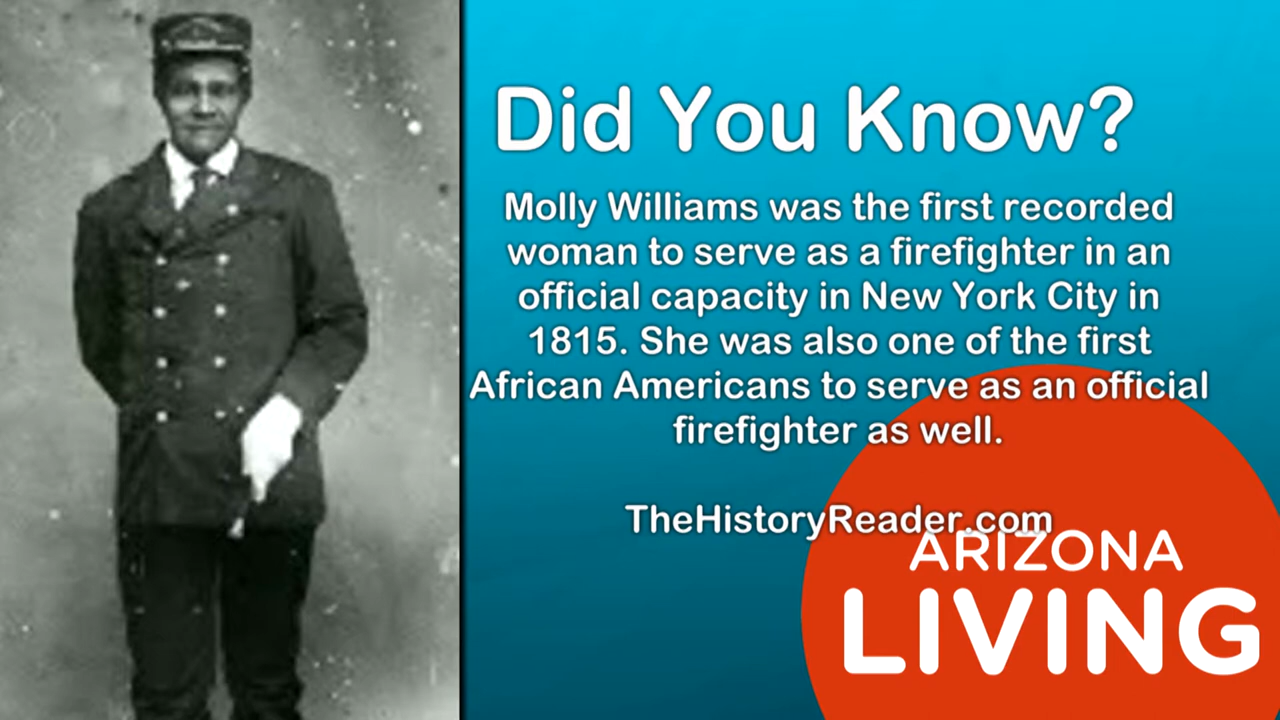 Did You Know?
Molly Williams was the first recorded
woman to serve as a firefighter in an
official capacity in New York City in
1815. She was also one of the first
African Americans to serve as an official
firefighter as well.
TheHistoryReader.com
ARIZONA
LIVING